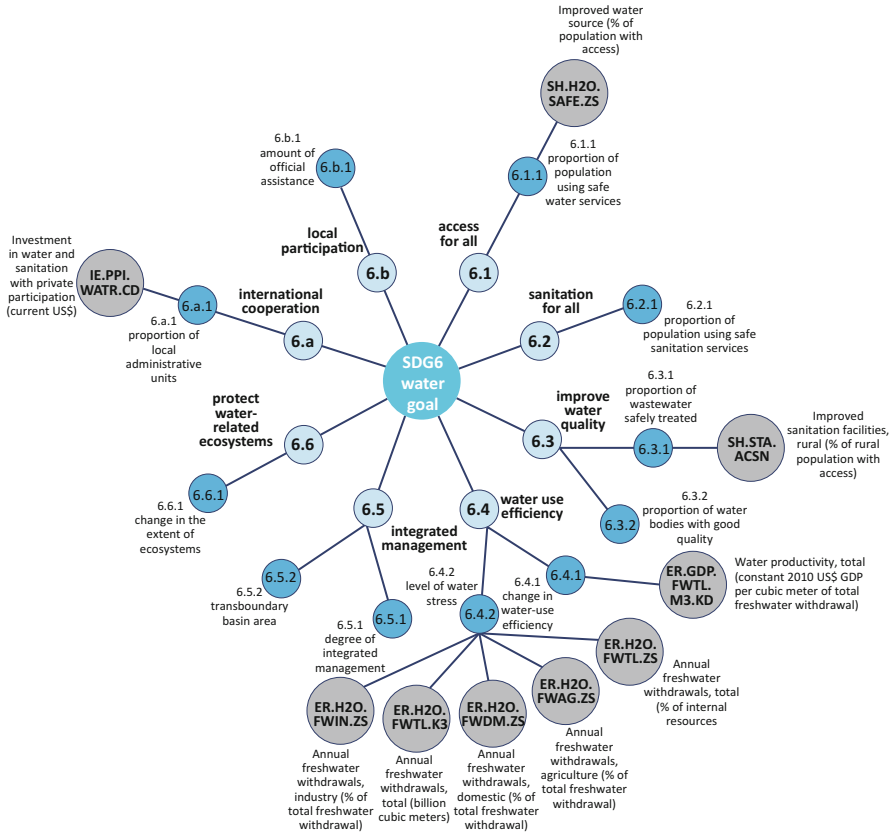 Improved water
source (% of
population with
access)
SH.H2O.
SAFE.ZS
6.1.1
6.1.1
proportion of
population
using safe
water services
access
for all
6.1
6.b.1
amount of
official
assistance
6.b.1
local
participation
6.b
Investment
in water and
sanitation
with private
participation
(current US$)
IE.PPI.
WATR.CD
6.a.1
6.a.1
proportion of
local
administrative
units
international
cooperation
6.a
sanitation
for all
6.2
6.2.1
6.2.1
proportion of
population using safe
sanitation services
SDG6
water
goal
improve
water
quality
6.3
6.3.1
proportion of
wastewater
safely treated
6.3.1
SH.STA.
ACSN
Improved
sanitation facilities,
rural (% of rural
population with
access)
6.3.2
6.3.2
proportion of water
bodies with good
quality
protect
water-
related
ecosystems
6.6
6.6.1
6.6.1
change in the
extent of
ecosystems
6.5
integrated
management
6.5.2
6.5.2
transboundary
basin area
6.5.1
6.5.1
degree of
integrated
management
6.4
water use
efficiency
6.4.2
level of water
stress
6.4.2
6.4.1
change in
water-use
efficiency
6.4.1
ER.GDP.
FWTL.
M3.KD
Water productivity, total
(constant 2010 US$ GDP
per cubic meter of total
freshwater withdrawal)
ER.H2O.
FWTL.ZS
Annual
freshwater
withdrawals, total
(% of internal
resources
ER.H2O.
FWAG.ZS
Annual
freshwater
withdrawals,
agriculture (% of
total freshwater
withdrawal)
ER.H2O.
FWDM.ZS
Annual
freshwater
withdrawals,
domestic (% of
total freshwater
withdrawal)
ER.H2O.
FWTL.K3
Annual
freshwater
withdrawals,
total (billion
cubic meters)
ER.H2O.
FWIN.ZS
Annual
freshwater
withdrawals,
industry (% of
total freshwater
withdrawal)